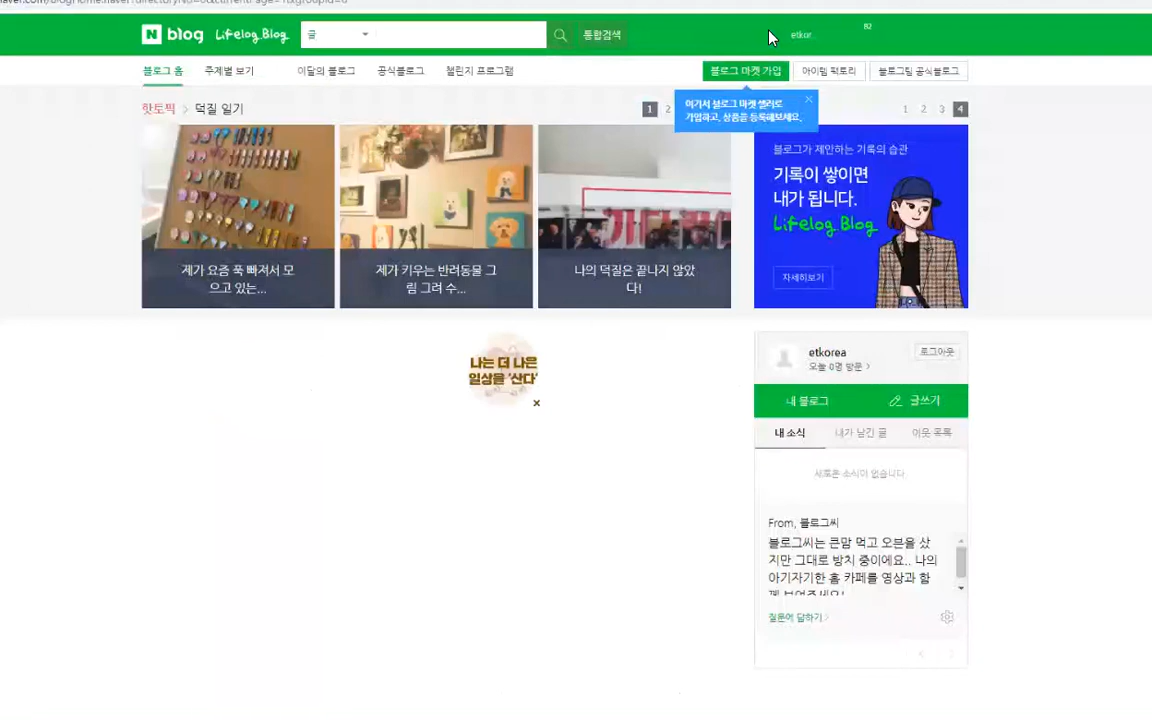 N blog Lifelog.Blog 글 통합검색 etkor
82
블로그 홈 주제별 보기 이달의 블로그 공식블로그 챌린지 프로그램 블로그 마켓 가입 아이템 팩토리 블로그팀 공식블로그
여기서 블로그 마켓 셀러로
가입하고, 상품을 등록해보세요.
핫토픽 > 덕질 일기 1 2 1 2 3 4
제가 요즘 푹 빠져서 모
으고 있는...
제가 키우는 반려동물 그
림 그려 수...
나의 덕질은 끝나지 않았
다!
블로그가 제안하는 기록의 습관
기록이 쌓이면
내가 됩니다.
Lifelog.Blog
자세히보기
나는 더 나은
일상을 '산다'
etkorea 로그아웃
오늘 0명 방문 >
내 블로그 글쓰기
내 소식 내가 남긴 글 이웃 목록
새로운 소식이 없습니다.
From, 블로그씨
블로그씨는 큰맘 먹고 오븐을 샀
지만 그대로 방치 중이에요.. 나의
아기자기한 홈 카페를 영상과 함
께 보여주세요!
질문에 답하기 >